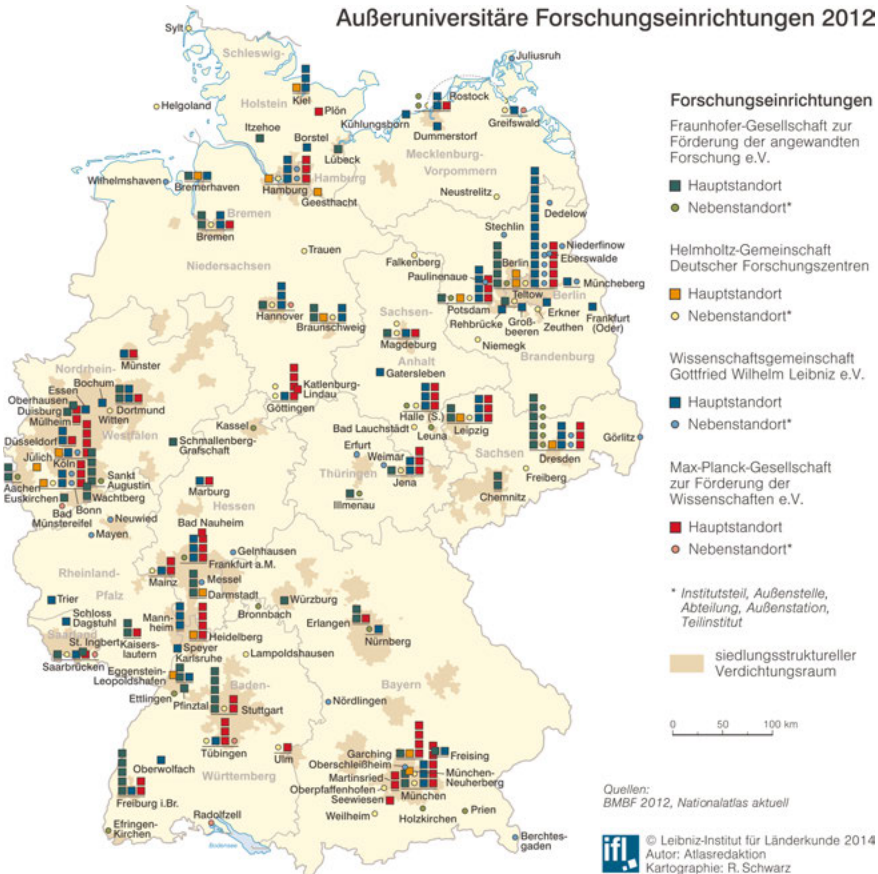 Außeruniversitäre Forschungseinrichtungen 2012
Sylt
Schleswig-
Holstein
Kiel
Plön
Helgoland
Itzehoe
Borstel
Lübeck
Juliusruh
Rostock
Kühlungsborn
Dummerstorf
Greifswald
Mecklenburg-
Vorpommern
Neustrelitz
Wilhelmshaven
Bremerhaven
Hamburg
Hamburg
Geesthacht
Bremen
Bremen
Niedersachsen
Trauen
Dedelow
Stechlin
Falkenberg
Berlin
Niederfinow
Eberswalde
Paulinenaue
Müncheberg
Teltow
Berlin
Potsdam
Rehbrücke
Groß-
beeren
Erkner
Zeuthen
Frankfurt
(Oder)
Niemegk
Brandenburg
Hannover
Braunschweig
Sachsen-
Magdeburg
Anhalt
Gatersleben
Nordrhein-
Münster
Bochum
Essen
Oberhausen
Duisburg
Mülheim
Dortmund
Witten
Westfalen
Düsseldorf
Jülich
Köln
Aachen
Euskirchen
Sankt
Augustin
Wachtberg
Bonn
Bad
Münstereifel
Neuwied
Mayen
Katlenburg-
Lindau
Göttingen
Kassel
Schmallenberg-
Grafschaft
Halle (S.)
Bad Lauchstädt
Leuna
Leipzig
Görlitz
Dresden
Sachsen
Freiberg
Chemnitz
Erfurt
Weimar
Thüringen
Jena
Ilmenau
Marburg
Hessen
Bad Nauheim
Gelnhausen
Frankfurt a.M.
Mainz
Messel
Darmstadt
Rheinland-
Pfalz
Trier
Schloss
Dagstuhl
Saarland
St. Ingbert
Saarbrücken
Kaisers-
lautern
Mann-
heim
Heidelberg
Speyer
Karlsruhe
Eggenstein-
Leopoldshafen
Ettlingen
Pfinztal
Bronnbach
Würzburg
Lampoldshausen
Erlangen
Nürnberg
Baden-
Stuttgart
Bayern
Nördlingen
Tübingen
Ulm
Württemberg
Oberwolfach
Freiburg i.Br.
Efringen-
Kirchen
Radolfzell
Bodensee
Garching
Freising
Oberschleißheim
Martinsried
München-
Neuherberg
Oberpfaffenhofen
München
Seewiesen
Weilheim
Holzkirchen
Prien
Berchtes-
gaden
Forschungseinrichtungen
Fraunhofer-Gesellschaft zur
Förderung der angewandten
Forschung e.V.
Hauptstandort
Nebenstandort*
Helmholtz-Gemeinschaft
Deutscher Forschungszentren
Hauptstandort
Nebenstandort*
Wissenschaftsgemeinschaft
Gottfried Wilhelm Leibniz e.V.
Hauptstandort
Nebenstandort*
Max-Planck-Gesellschaft
zur Förderung der
Wissenschaften e.V.
Hauptstandort
Nebenstandort*
* Institutsteil, Außenstelle,
Abteilung, Außenstation,
Teilinstitut
siedlungsstruktureller
Verdichtungsraum
0 50 100 km
Quellen:
BMBF 2012, Nationalatlas aktuell
ifl
© Leibniz-Institut für Länderkunde 2014
Autor: Atlasredaktion
Kartographie: R. Schwarz